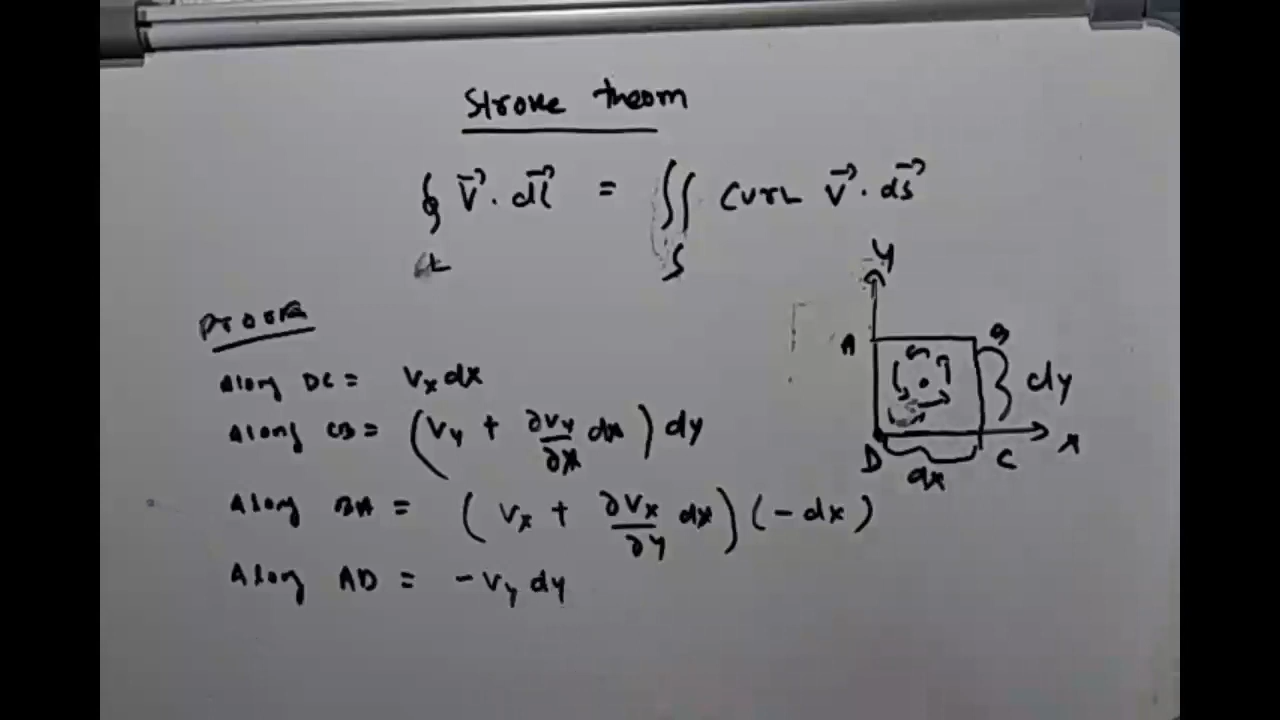 Stroke theom
∮ V⃗ . dl⃗ = ∬ Curl V⃗ . ds⃗
L S
Proof
Along DC = Vx dx
Along CB = (Vy + ∂Vy/∂x dx) dy
Along BA = (Vx + ∂Vx/∂y dx) (- dx)
Along AD = - Vy dy
y
A B
dy
D dx C x